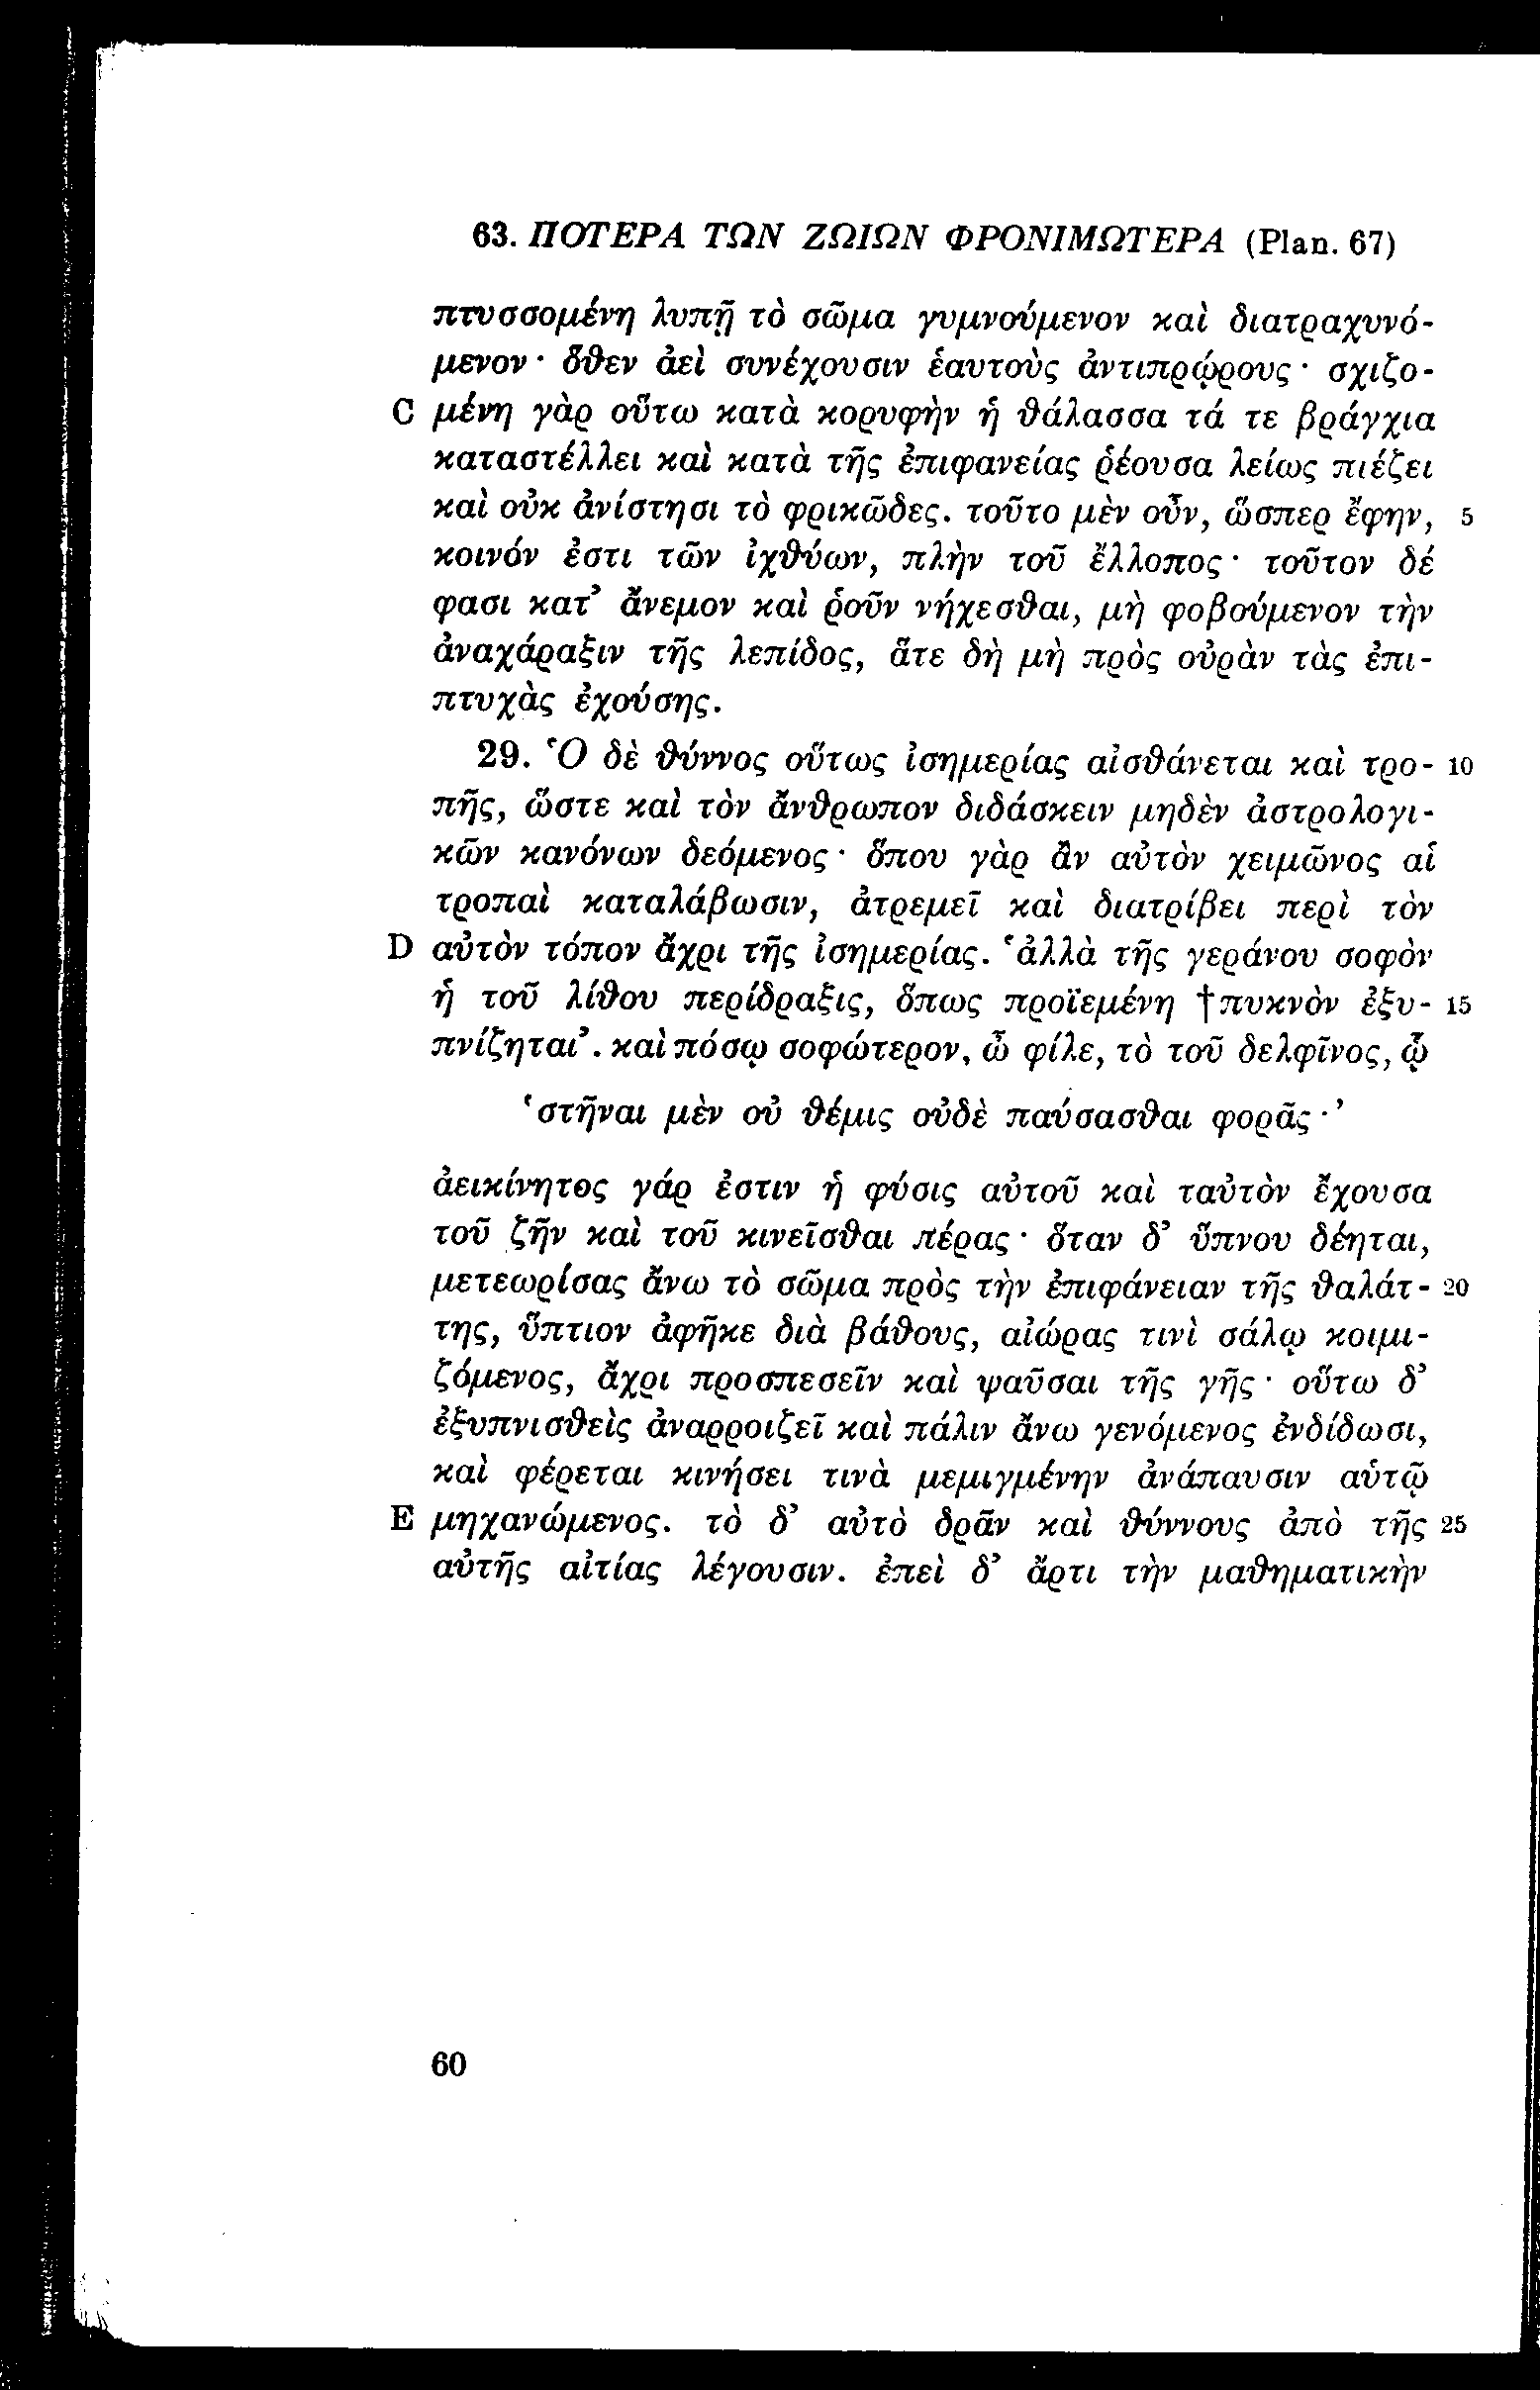 63. ΠΟΤΕΡΑ ΤΩΝ ΖΩΙΩΝ ΦΡΟΝΙΜΩΤΕΡΑ (Plan. 67)
πτυσσομένη λυπῇ τὸ σῶμα γυμνούμενον καὶ διατραχυνό-
μενον· ὅθεν ἀεὶ συνέχουσιν ἑαυτοὺς ἀντιπρῴρους· σχιζο-
C μένη γὰρ οὕτω κατὰ κορυφὴν ἡ θάλασσα τά τε βράγχια
καταστέλλει καὶ κατὰ τῆς ἐπιφανείας ῥέουσα λείως πιέζει
καὶ οὐκ ἀνίστησι τὸ φρικῶδες. τοῦτο μὲν οὖν, ὥσπερ ἔφην, 5
κοινόν ἐστι τῶν ἰχθύων, πλὴν τοῦ ἔλλοπος· τοῦτον δέ
φασι κατ’ ἄνεμον καὶ ῥοῦν νήχεσθαι, μὴ φοβούμενον τὴν
ἀναχάραξιν τῆς λεπίδος, ἅτε δὴ μὴ πρὸς οὐρὰν τὰς ἐπι-
πτυχὰς ἐχούσης.
29. Ὁ δὲ θύννος οὕτως ἰσημερίας αἰσθάνεται καὶ τρο- 10
πῆς, ὥστε καὶ τὸν ἄνθρωπον διδάσκειν μηδὲν ἀστρολογι-
κῶν κανόνων δεόμενος· ὅπου γὰρ ἂν αὐτὸν χειμῶνος αἱ
τροπαὶ καταλάβωσιν, ἀτρεμεῖ καὶ διατρίβει περὶ τὸν
D αὐτὸν τόπον ἄχρι τῆς ἰσημερίας. ‘ἀλλὰ τῆς γεράνου σοφὸν
ἡ τοῦ λίθου περίδραξις, ὅπως προϊεμένη †πυκνὸν ἐξυ- 15
πνίζηται’. καὶ πόσῳ σοφώτερον, ὦ φίλε, τὸ τοῦ δελφῖνος, ᾧ
‘στῆναι μὲν οὐ θέμις οὐδὲ παύσασθαι φορᾶς·’
ἀεικίνητος γάρ ἐστιν ἡ φύσις αὐτοῦ καὶ ταὐτὸν ἔχουσα
τοῦ ζῆν καὶ τοῦ κινεῖσθαι πέρας· ὅταν δ’ ὕπνου δέηται,
μετεωρίσας ἄνω τὸ σῶμα πρὸς τὴν ἐπιφάνειαν τῆς θαλάτ- 20
της, ὕπτιον ἀφῆκε διὰ βάθους, αἰώρας τινὶ σάλῳ κοιμι-
ζόμενος, ἄχρι προσπεσεῖν καὶ ψαῦσαι τῆς γῆς· οὕτω δ’
ἐξυπνισθεὶς ἀναρροιζεῖ καὶ πάλιν ἄνω γενόμενος ἐνδίδωσι,
καὶ φέρεται κινήσει τινὰ μεμιγμένην ἀνάπαυσιν αὑτῷ
E μηχανώμενος. τὸ δ’ αὐτὸ δρᾶν καὶ θύννους ἀπὸ τῆς 25
αὐτῆς αἰτίας λέγουσιν. ἐπεὶ δ’ ἄρτι τὴν μαθηματικὴν
60